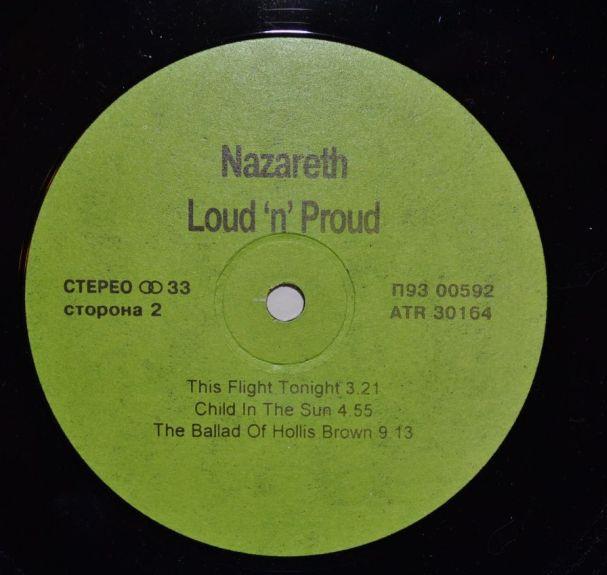 Nazareth
Loud 'n' Proud
СТЕРЕО 33
сторона 2
П93 00592
ATR 30164
This Flight Tonight 3.21
Child In The Sun 4.55
The Ballad Of Hollis Brown 9.13